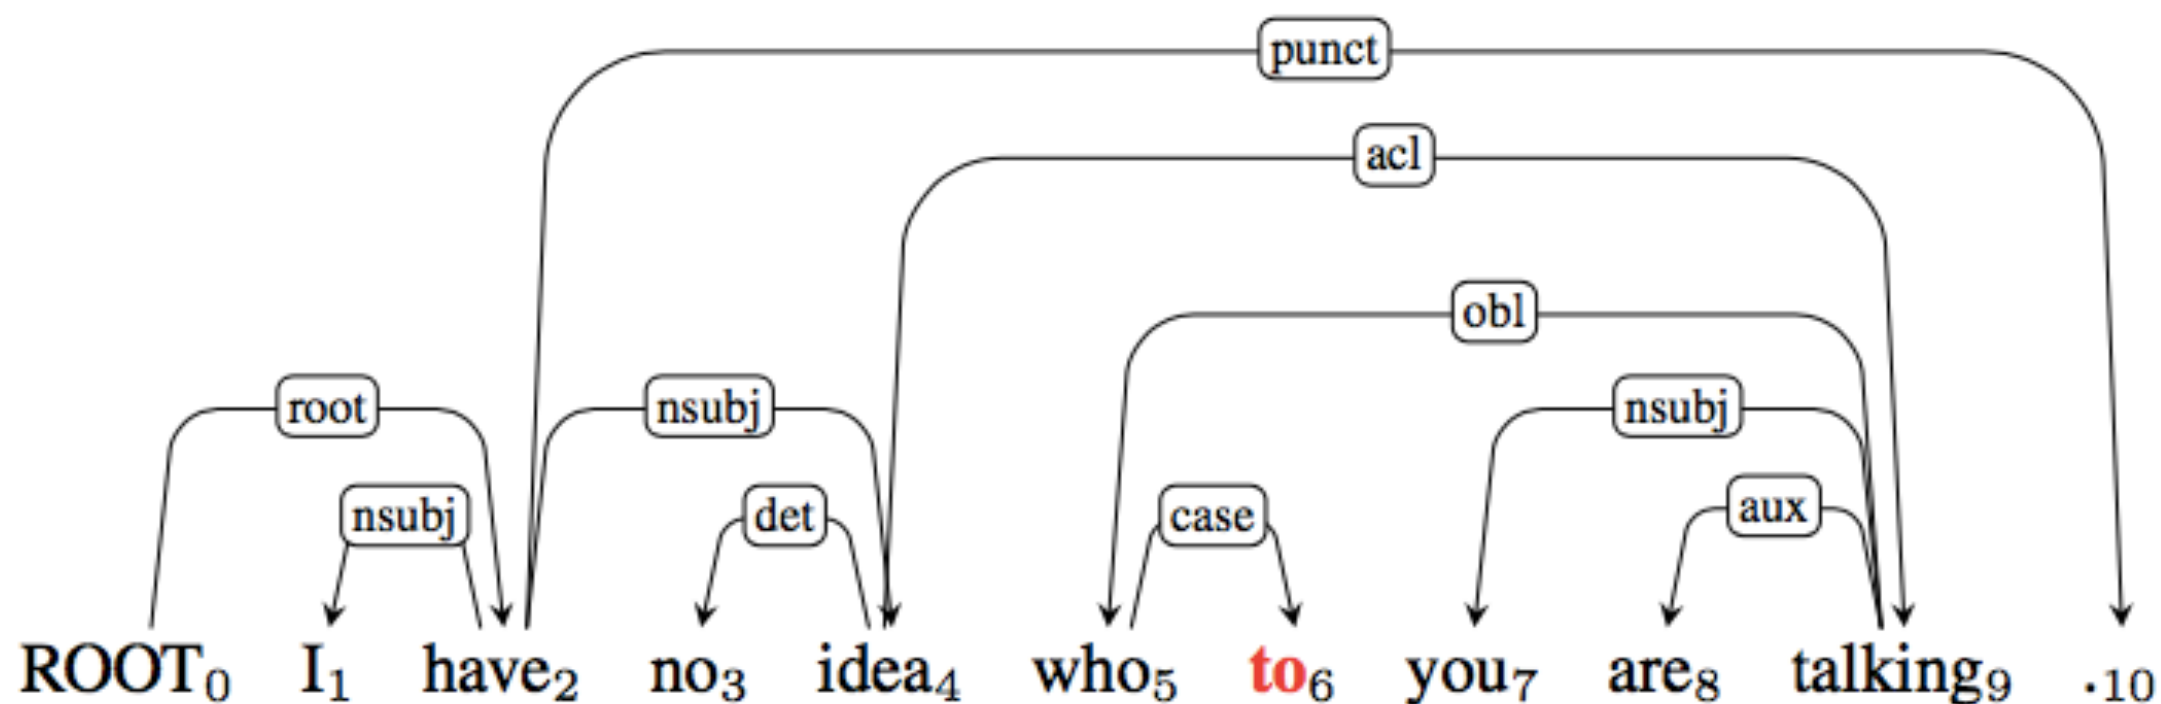 punct
acl
obl
root nsubj nsubj
nsubj det case aux
ROOT0 I1 have2 no3 idea4 who5 to6 you7 are8 talking9 .10